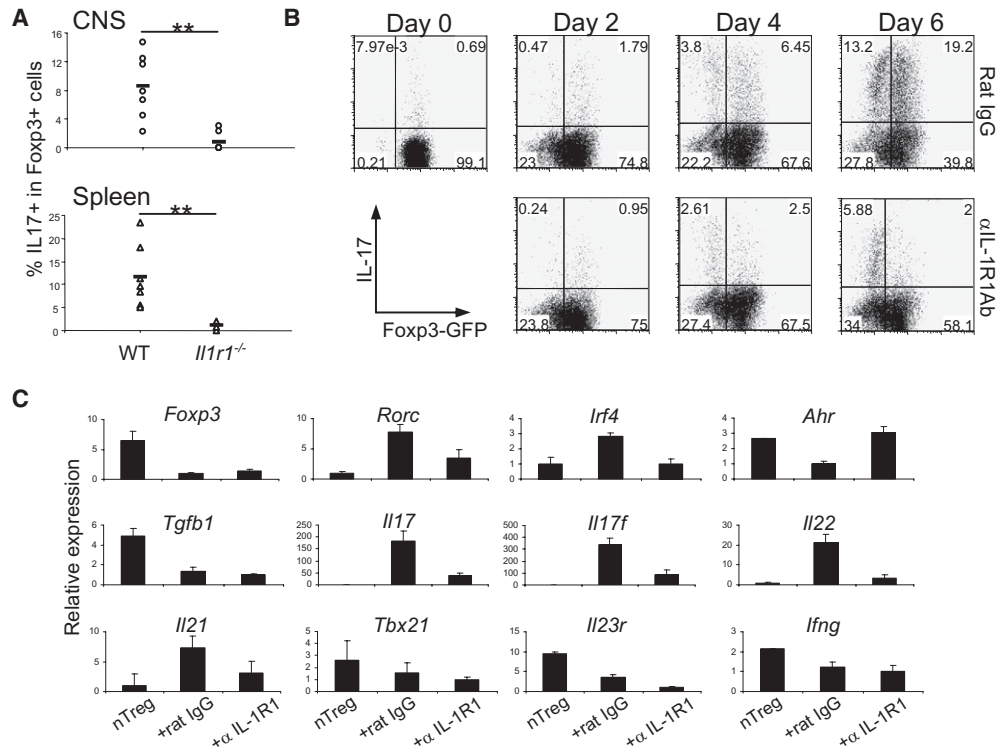 A
CNS
% IL17+ in Foxp3+ cells
16
12
8
4
0
**
Spleen
25
20
15
10
5
0
**
WT
Il1r1-/-
B
Day 0
Day 2
Day 4
Day 6
7.97e-3
0.69
0.21
99.1
0.47
1.79
23
74.8
3.8
6.45
22.2
67.6
13.2
19.2
27.8
39.8
Rat IgG
IL-17
Foxp3-GFP
0.24
0.95
23.8
75
2.61
2.5
27.4
67.5
5.88
2
34
58.1
αIL-1R1Ab
C
Relative expression
Foxp3
10
5
0
Rorc
10
5
0
Irf4
4
3
2
1
0
Ahr
4
3
2
1
0
Tgfb1
6
4
2
0
Il17
250
200
150
100
50
0
Il17f
500
400
300
200
100
0
Il22
30
20
10
0
Il21
10
5
0
Tbx21
5
4
3
2
1
0
Il23r
15
10
5
0
Ifng
3
2
1
0
nTreg
+rat IgG
+α IL-1R1
nTreg
+rat IgG
+α IL-1R1
nTreg
+rat IgG
+α IL-1R1
nTreg
+rat IgG
+α IL-1R1